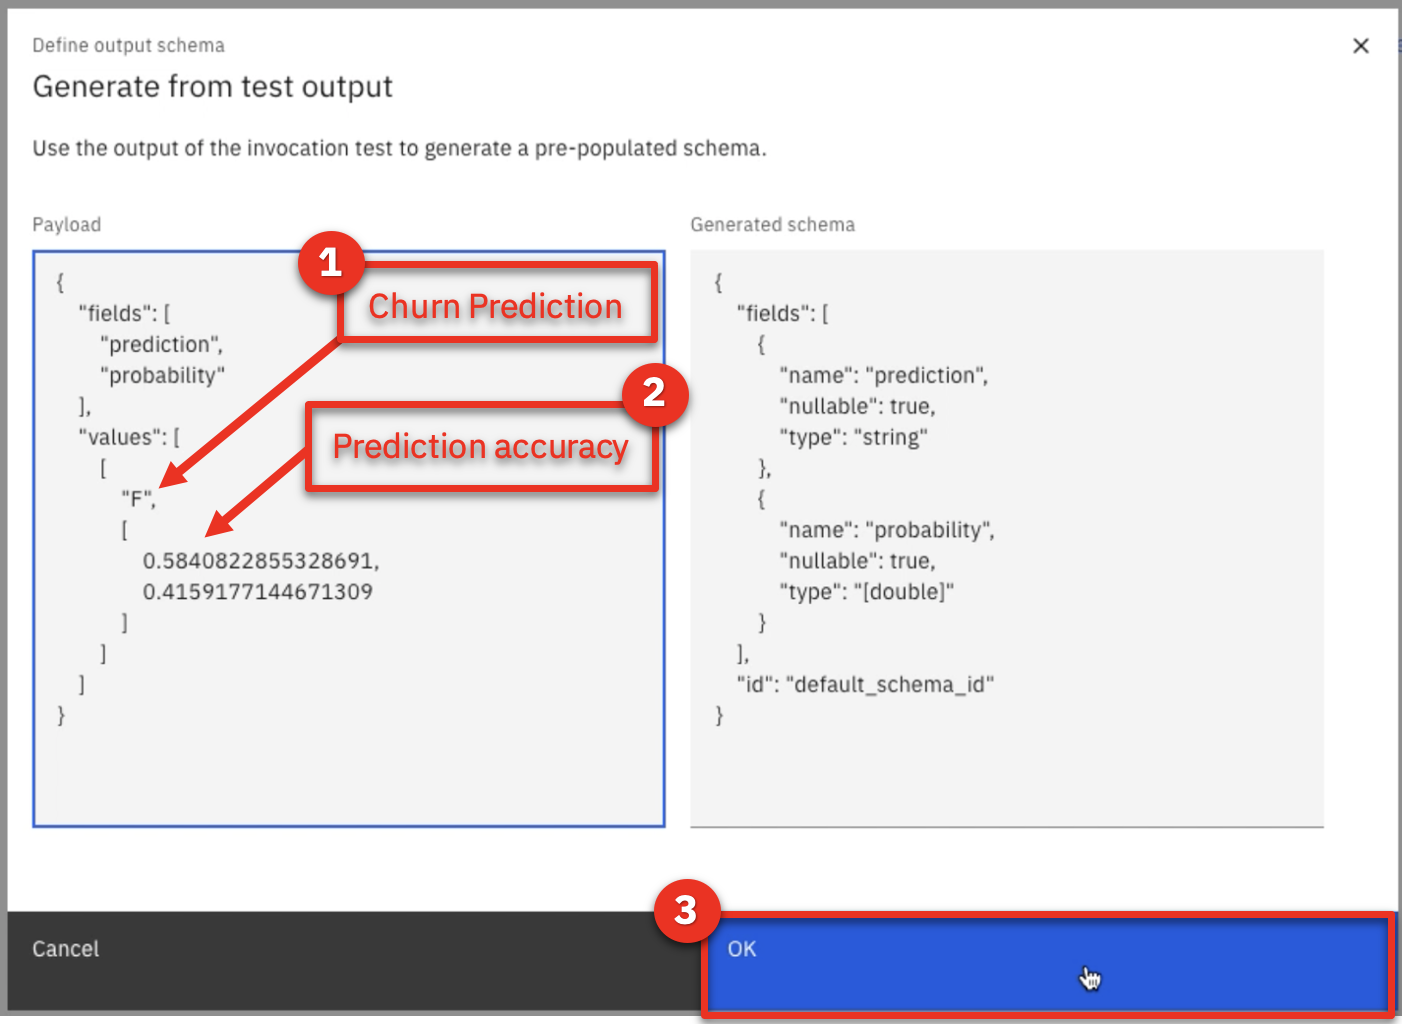 Define output schema
Generate from test output
Use the output of the invocation test to generate a pre-populated schema.
Payload
{
"fields": [
"prediction",
"probability"
],
"values": [
[
"F",
[
0.5840822855328691,
0.4159177144671309
]
]
]
}
1
Churn Prediction
2
Prediction accuracy
Generated schema
{
"fields": [
{
"name": "prediction",
"nullable": true,
"type": "string"
},
{
"name": "probability",
"nullable": true,
"type": "[double]"
}
],
"id": "default_schema_id"
}
Cancel
3
OK